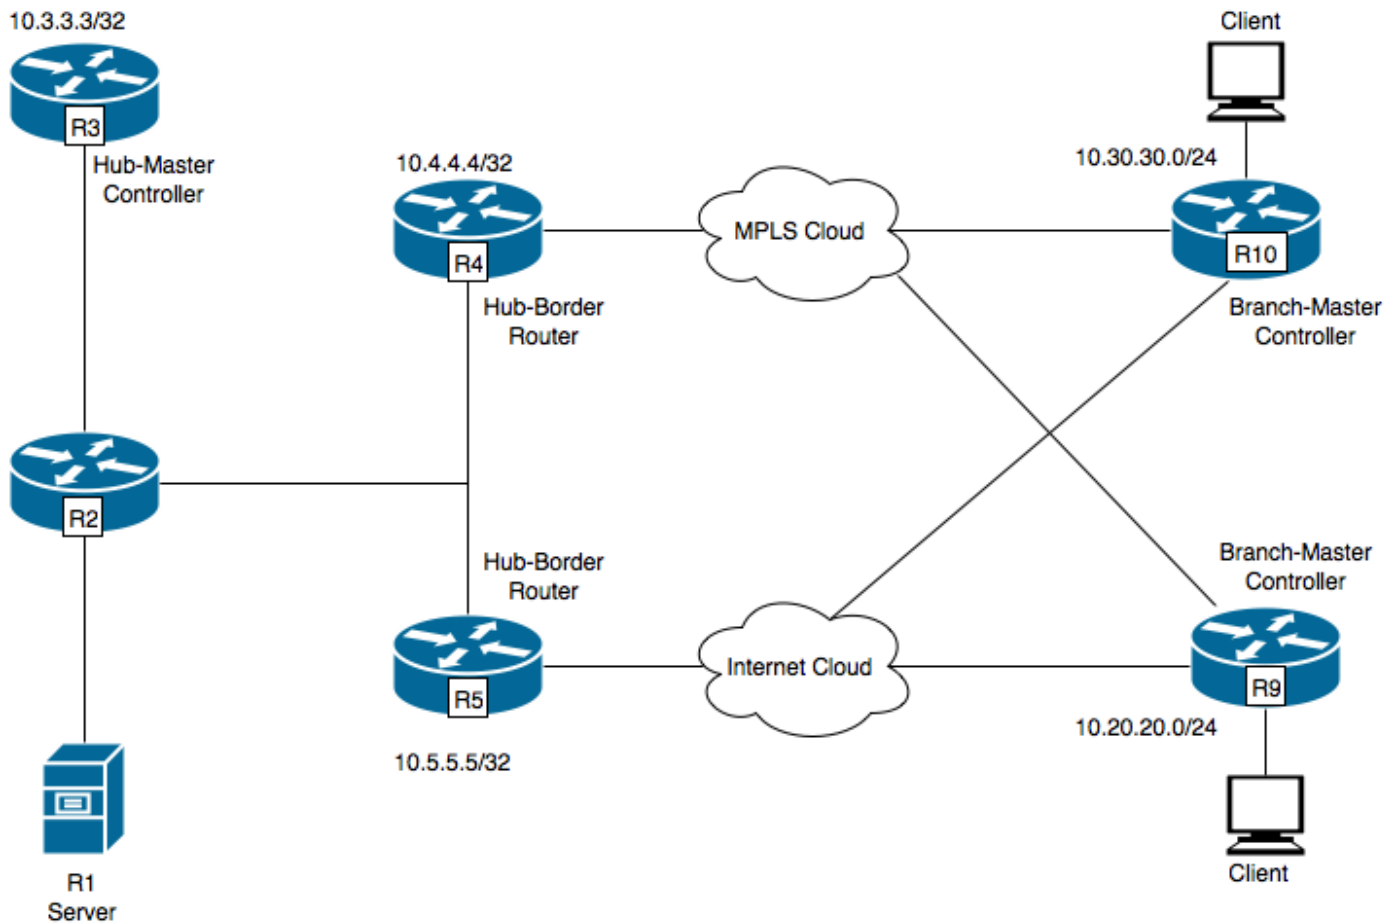 10.3.3.3/32
R3
Hub-Master
Controller
10.4.4.4/32
R4
Hub-Border
Router
MPLS Cloud
Client
10.30.30.0/24
R10
Branch-Master
Controller
R2
Hub-Border
Router
R5
10.5.5.5/32
Internet Cloud
Branch-Master
Controller
R9
10.20.20.0/24
Client
R1
Server